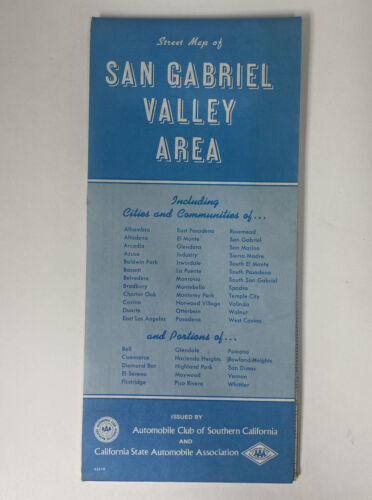 Street Map of
SAN GABRIEL
VALLEY
AREA
Including
Cities and Communities of...
Alhambra East Pasadena Rosemead
Altadena El Monte San Gabriel
Arcadia Glendora San Marino
Azusa Industry Sierra Madre
Baldwin Park Irwindale South El Monte
Bassett La Puente South Pasadena
Belvedere Monrovia South San Gabriel
Bradbury Montebello Spadra
Charter Oak Monterey Park Temple City
Covina Norwood Village Valinda
Duarte Otterbein Walnut
East Los Angeles Pasadena West Covina
and Portions of...
Bell Glendale Pomona
Commerce Hacienda Heights Rowland Heights
Diamond Bar Highland Park San Dimas
El Sereno Maywood Vernon
Flintridge Pico Rivera Whittier
ISSUED BY
Automobile Club of Southern California
AND
California State Automobile Association
AAA